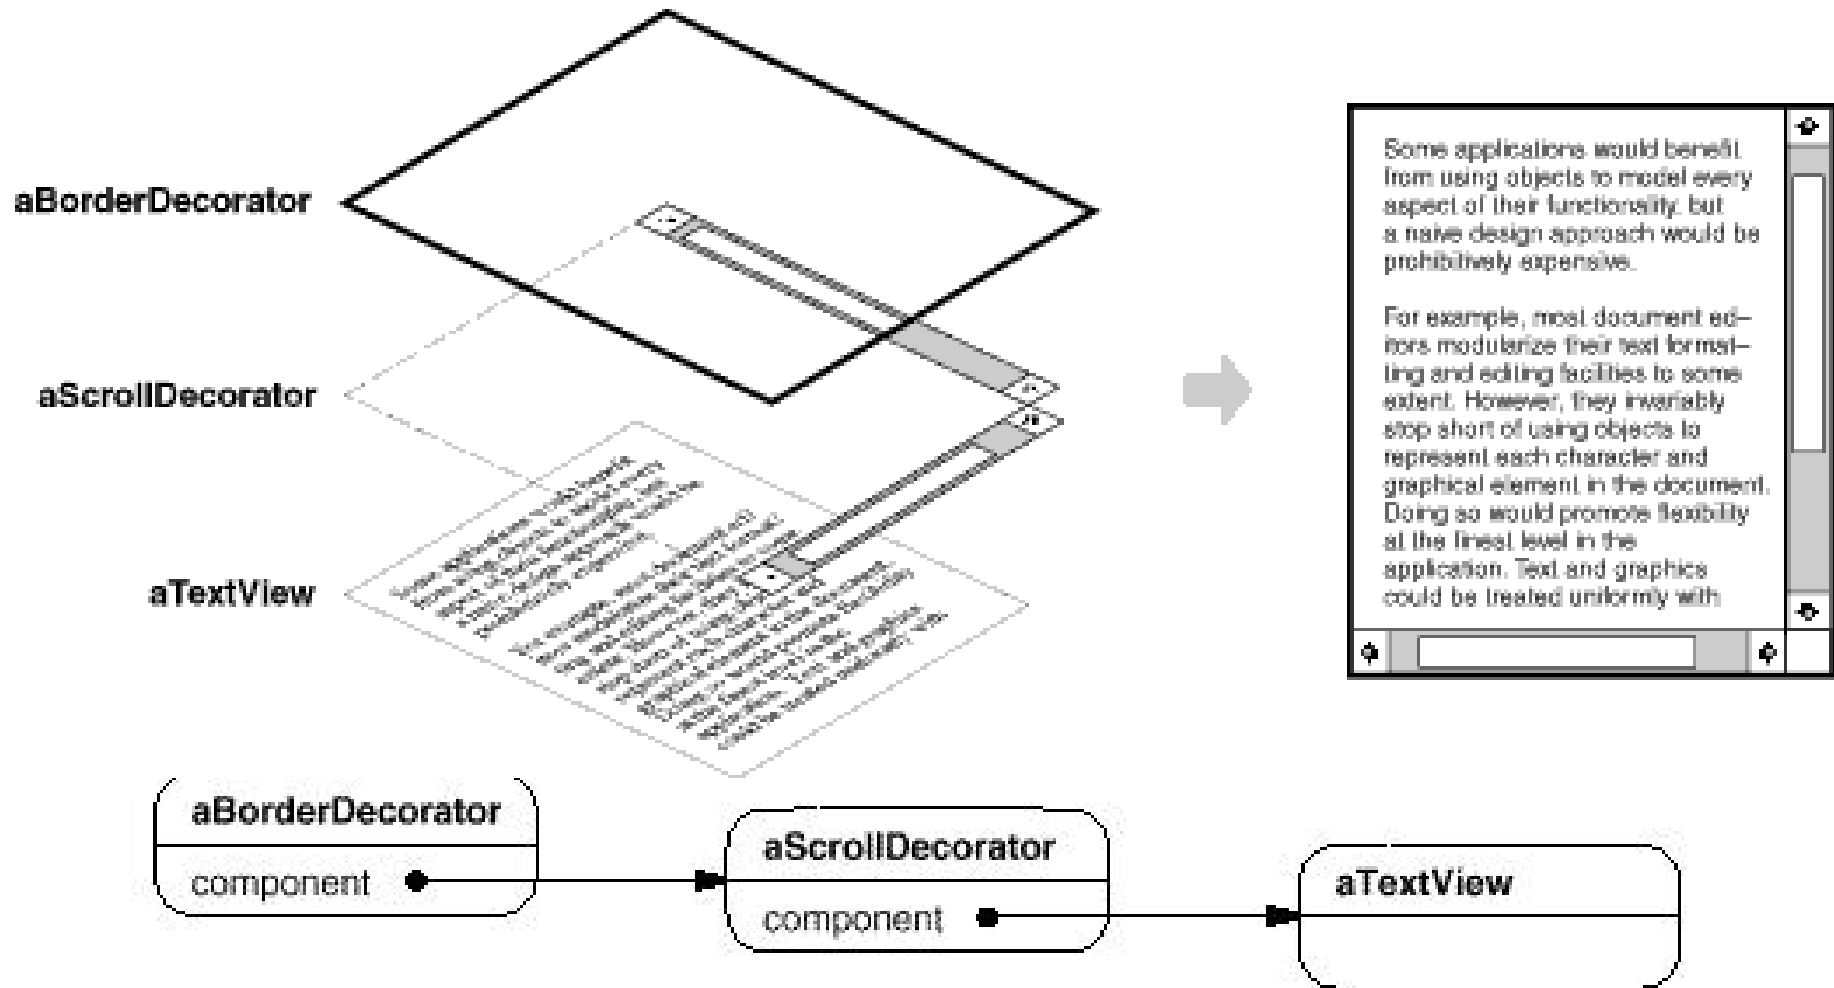 aBorderDecorator
aScrollDecorator
aTextView
Some applications would benefit
from using objects to model every
aspect of their functionality, but
a naive design approach would be
prohibitively expensive.
For example, most document ed–
itors modularize their text format–
ting and editing facilities to some
extent. However, they invariably
stop short of using objects to
represent each character and
graphical element in the document.
Doing so would promote flexibility
at the finest level in the
application. Text and graphics
could be treated uniformly with
aBorderDecorator
component
aScrollDecorator
component
aTextView